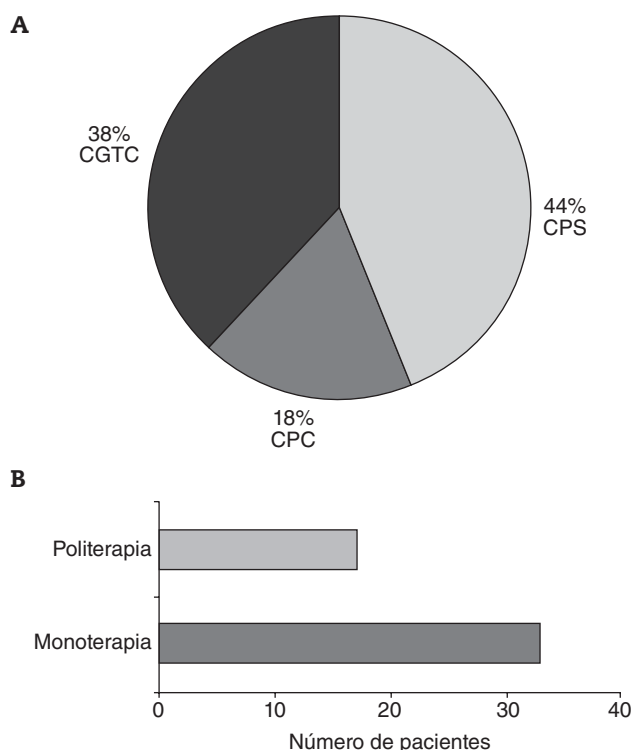 A
38%
CGTC
44%
CPS
18%
CPC
B
Politerapia
Monoterapia
0 10 20 30 40
Número de pacientes